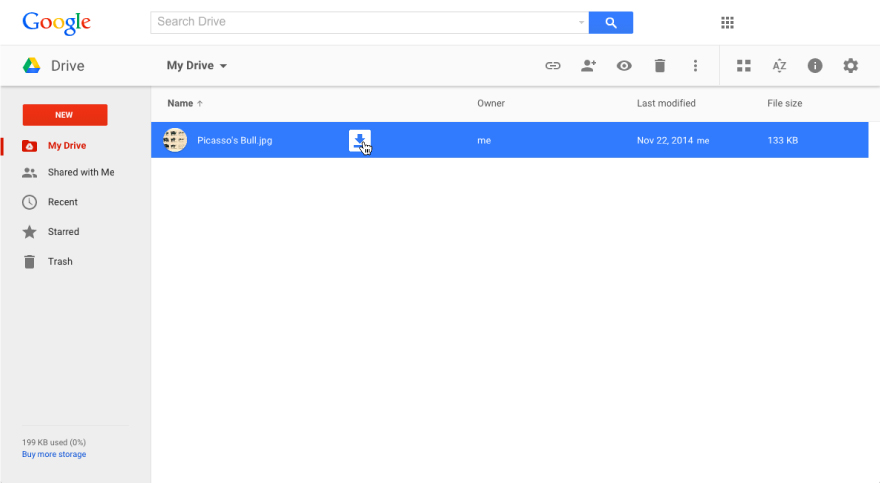 Google
Search Drive
Drive
My Drive
NEW
My Drive
Shared with Me
Recent
Starred
Trash
199 KB used (0%)
Buy more storage
AZ
Name ↑ Owner Last modified File size
Picasso's Bull.jpg me Nov 22, 2014 me 133 KB